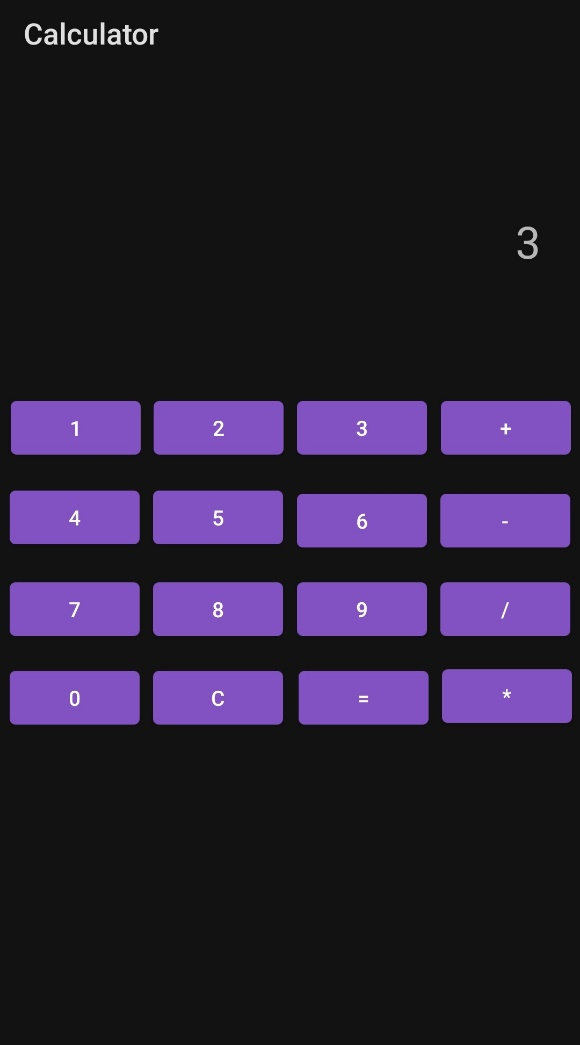 Calculator
3
1 2 3 +
4 5 6 -
7 8 9 /
0 C = *